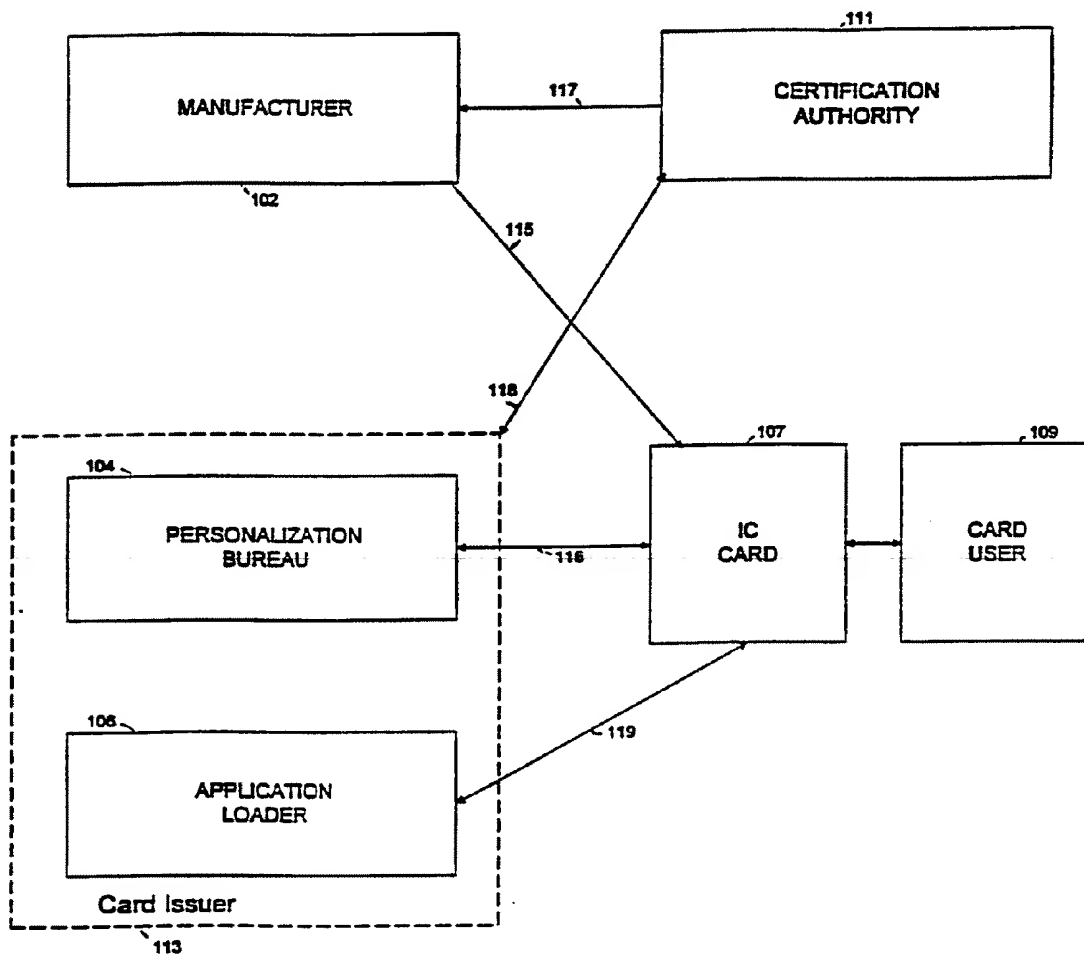 111
MANUFACTURER
117
CERTIFICATION
AUTHORITY
102
115
118
107
109
104
PERSONALIZATION
BUREAU
116
IC
CARD
CARD
USER
106
119
APPLICATION
LOADER
Card Issuer
113